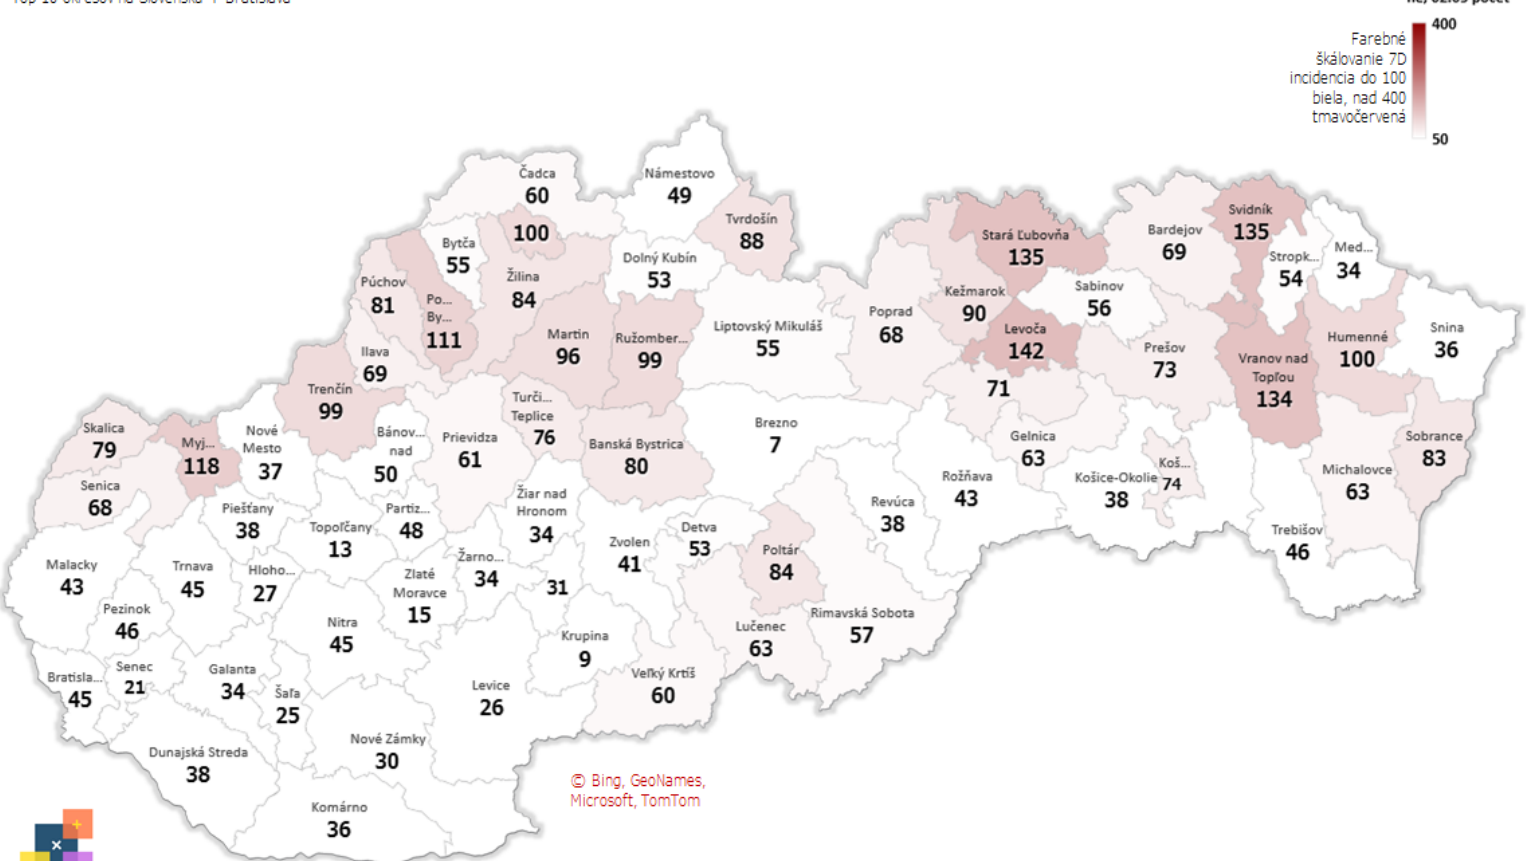 Top 10 okresov na Slovensku + Bratislava
400
Farebné
škálovanie 7D
incidencia do 100
biela, nad 400
tmavočervená
50
Čadca
60
Námestovo
49
Tvrdošín
88
100
Bytča
55
Dolný Kubín
53
Žilina
84
Púchov
81
Po...
By...
111
Ilava
69
Martin
96
Ružomber...
99
Liptovský Mikuláš
55
Poprad
68
Kežmarok
90
Stará Ľubovňa
135
Sabinov
56
Bardejov
69
Svidník
135
Stropk...
54
Med...
34
Levoča
142
71
Prešov
73
Vranov nad
Topľou
134
Humenné
100
Snina
36
Trenčín
99
Skalica
79
Myj...
118
Nové
Mesto
37
Bánov...
nad
50
Prievidza
61
Turči...
Teplice
76
Banská Bystrica
80
Brezno
7
Gelnica
63
Rožňava
43
Košice-Okolie
38
Koš...
74
Michalovce
63
Sobrance
83
Trebišov
46
Senica
68
Piešťany
38
Topoľčany
13
Partiz...
48
Žiar nad
Hronom
34
Zvolen
41
Detva
53
Revúca
38
Poltár
84
Malacky
43
Trnava
45
Hloho...
27
Zlaté
Moravce
15
Žarno...
34
31
Pezinok
46
Nitra
45
Krupina
9
Lučenec
63
Rimavská Sobota
57
Veľký Krtíš
60
Bratisla...
45
Senec
21
Galanta
34
Šaľa
25
Levice
26
Dunajská Streda
38
Nové Zámky
30
Komárno
36
© Bing, GeoNames,
Microsoft, TomTom